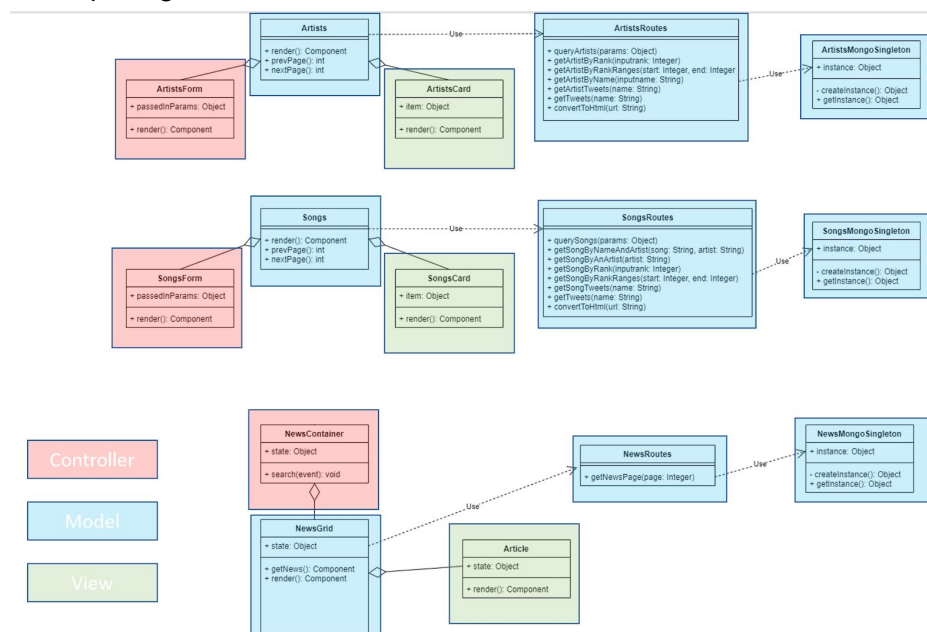 Artists
+ render(): Component
+ prevPage(): int
+ nextPage(): int
Use
ArtistsRoutes
+ queryArtists(params: Object)
+ getArtistByRank(inputrank: Integer)
+ getArtistByRankRanges(start: Integer, end: Integer
+ getArtistByName(inputname: String)
+ getArtistTweets(name: String)
+ getTweets(name: String)
+ convertToHtml(url: String)
Use
ArtistsMongoSingleton
+ instance: Object
- createInstance(): Object
+ getInstance(): Object
ArtistsForm
+ passedInParams: Object
+ render(): Component
ArtistsCard
+ item: Object
+ render(): Component
Songs
+ render(): Component
+ prevPage(): int
+ nextPage(): int
Use
SongsRoutes
+ querySongs(params: Object)
+ getSongByNameAndArtist(song: String, artist: String)
+ getSongByAnArtist(artist: String)
+ getSongByRank(inputrank: Integer)
+ getSongByRankRanges(start: Integer, end: Integer)
+ getSongTweets(name: String)
+ getTweets(name: String)
+ convertToHtml(url: String)
Use
SongsMongoSingleton
+ instance: Object
- createInstance(): Object
+ getInstance(): Object
SongsForm
+ passedInParams: Object
+ render(): Component
SongsCard
+ item: Object
+ render(): Component
Controller
Model
View
NewsContainer
+ state: Object
+ search(event): void
NewsGrid
+ state: Object
+ getNews(): Component
+ render(): Component
Use
NewsRoutes
+ getNewsPage(page: Integer)
Use
NewsMongoSingleton
+ instance: Object
- createInstance(): Object
+ getInstance(): Object
Article
+ state: Object
+ render(): Component